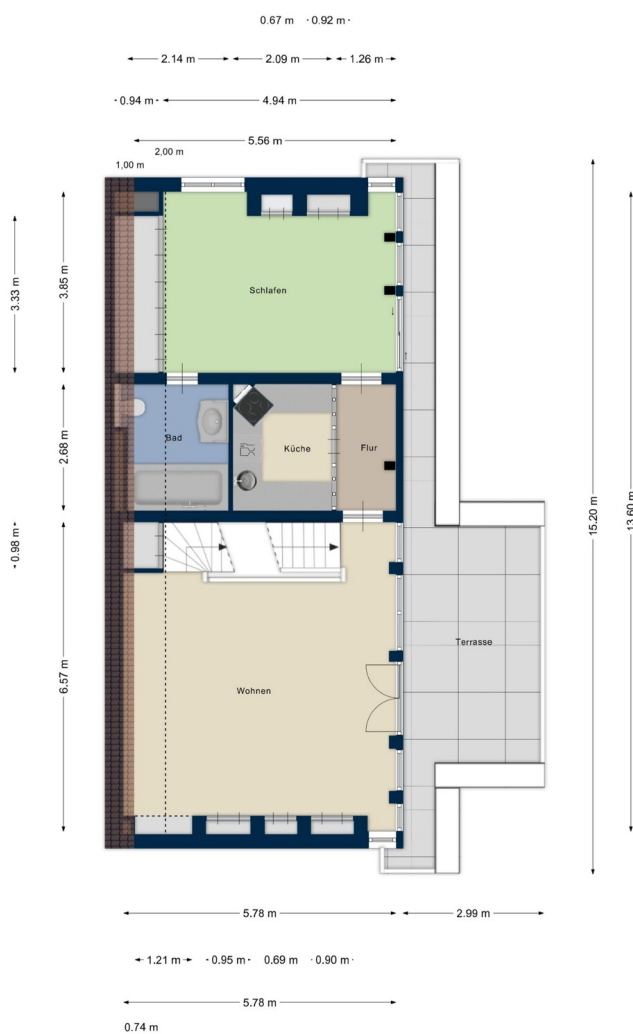 0.67 m 0.92 m
2.14 m 2.09 m 1.26 m
0.94 m 4.94 m
5.56 m
2,00 m
1,00 m
3.33 m
3.85 m
Schlafen
2.68 m
Bad
Küche
Flur
0.98 m
15.20 m
13.60 m
6.57 m
Terrasse
Wohnen
5.78 m 2.99 m
1.21 m 0.95 m 0.69 m 0.90 m
5.78 m
0.74 m